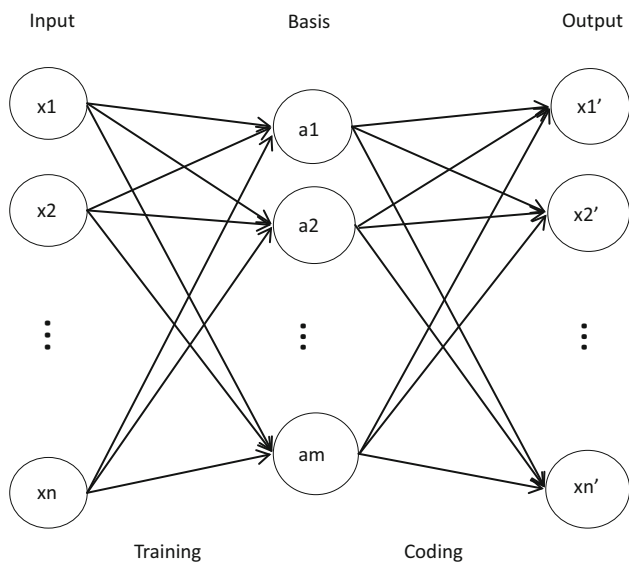 Input
Basis
Output
x1
a1
x1’
x2
a2
x2’
...
...
...
xn
am
xn’
Training
Coding